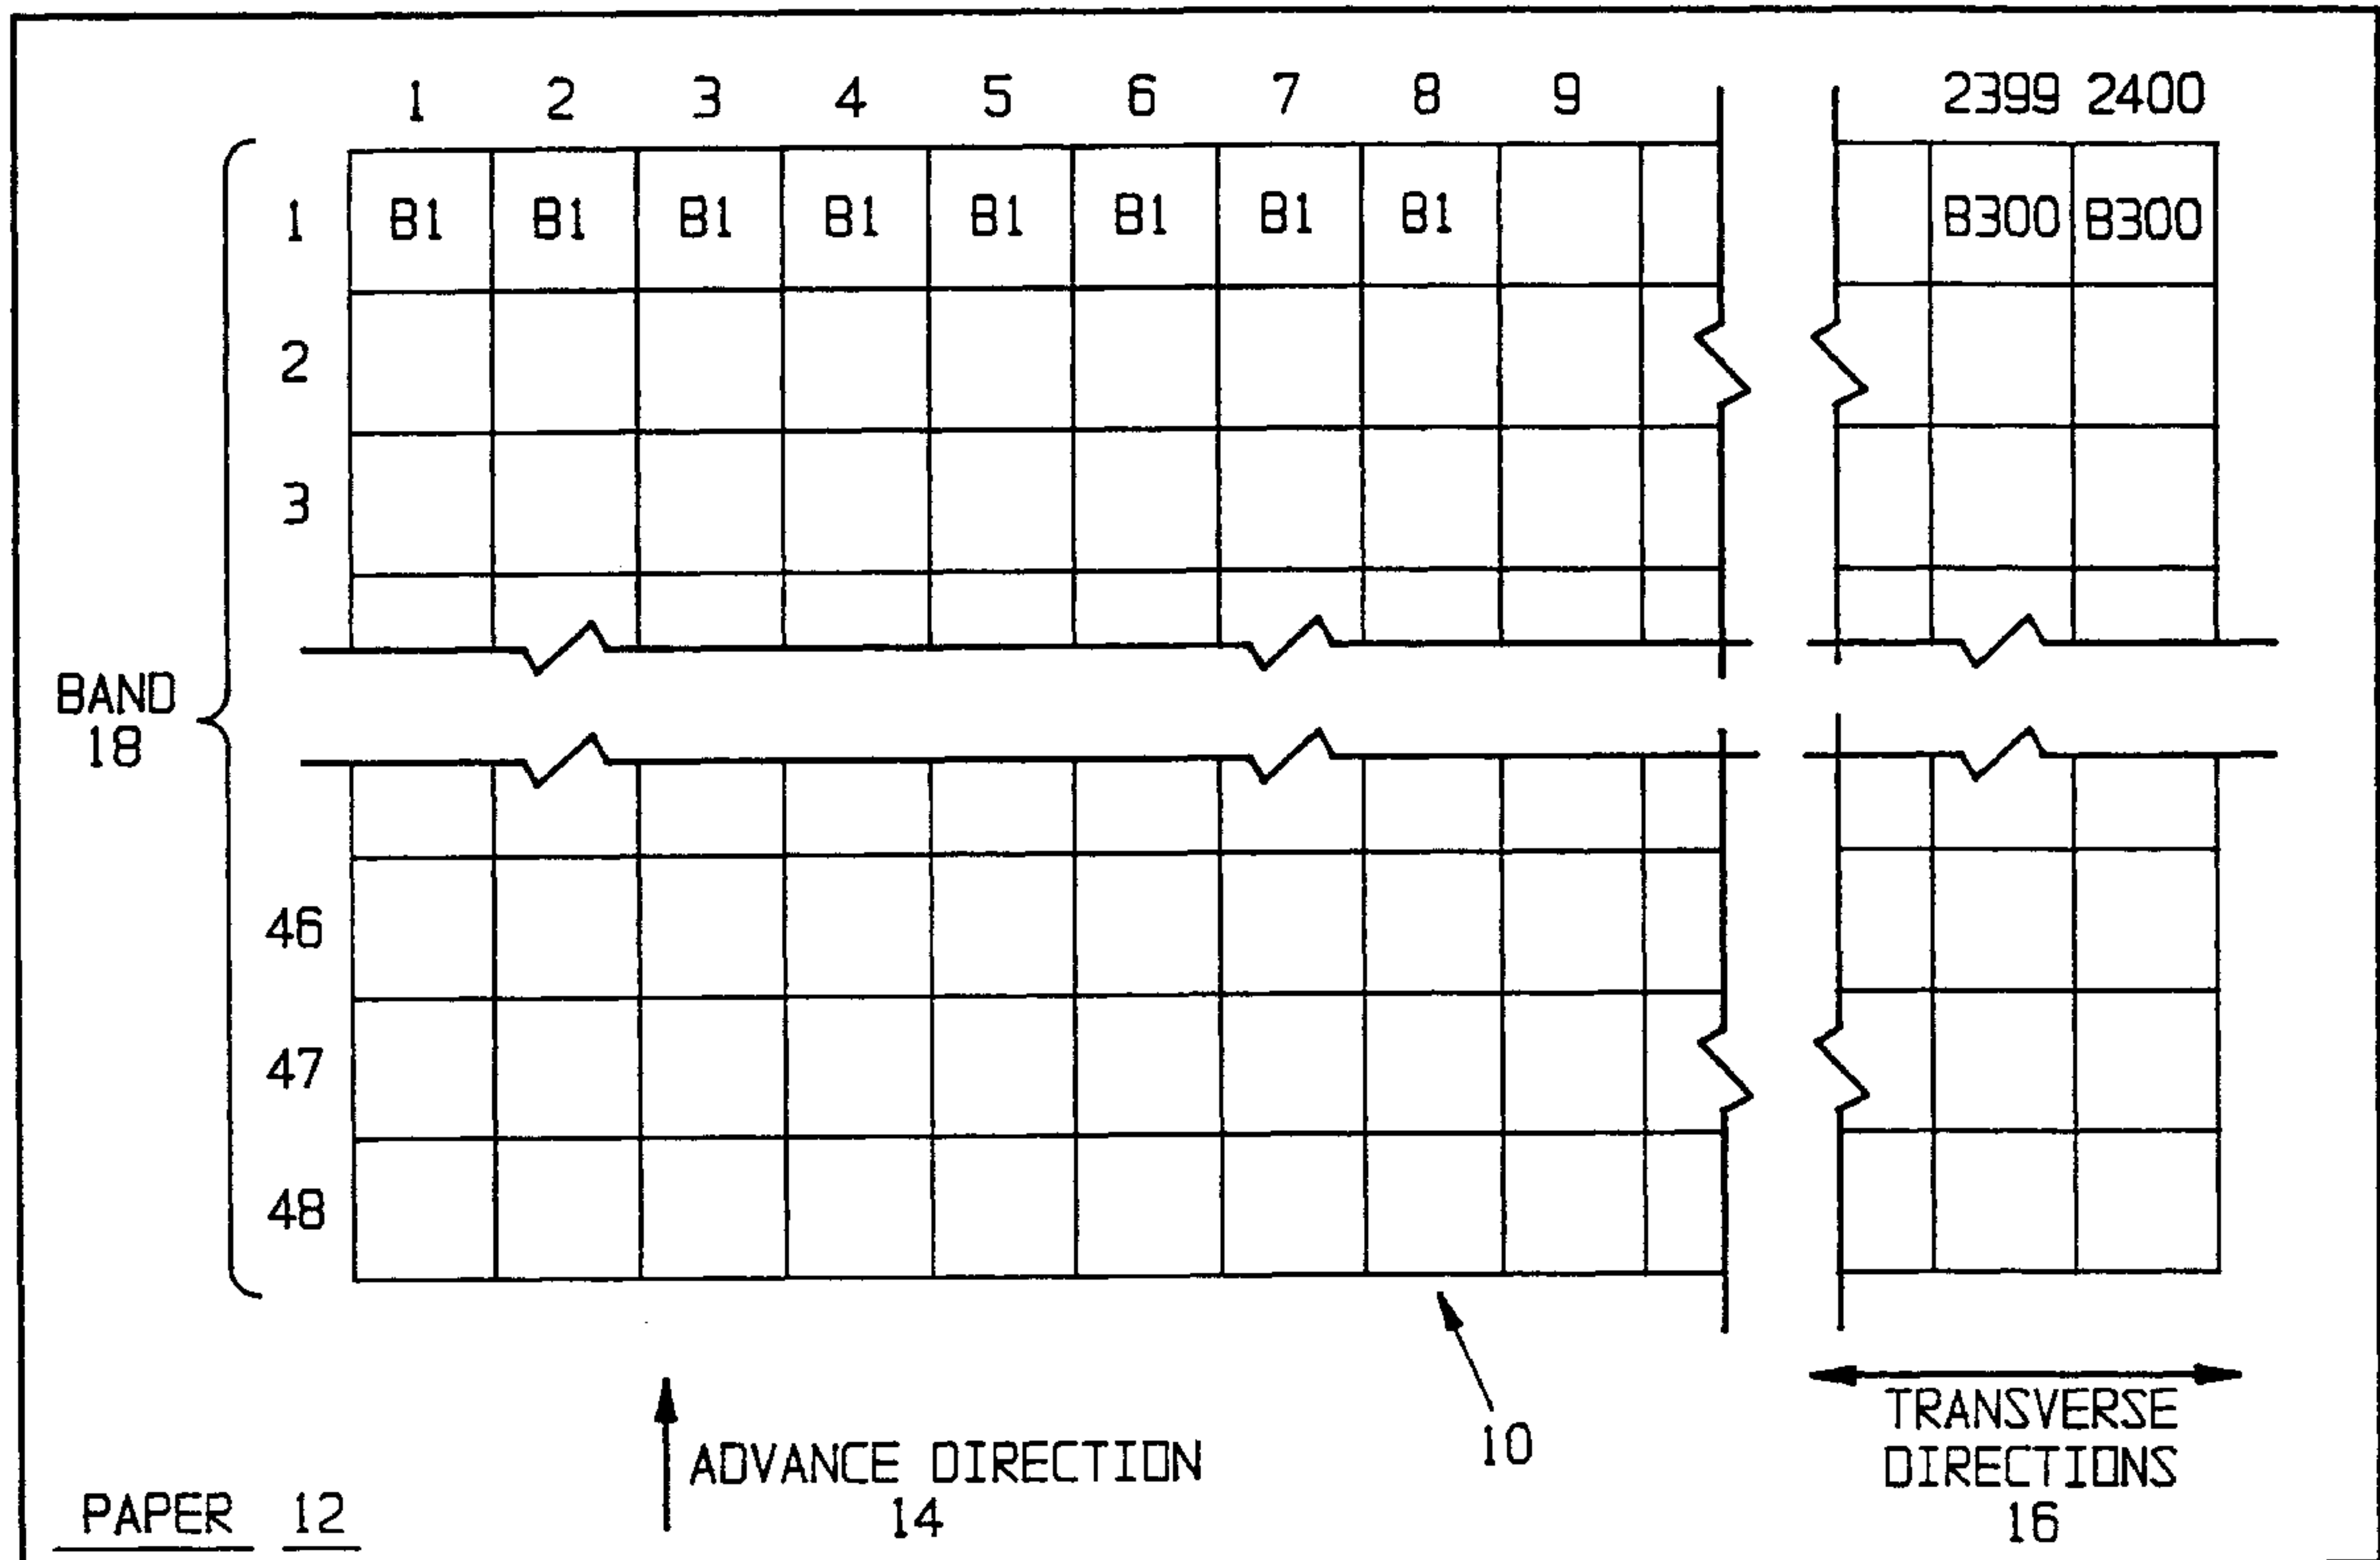 1 2 3 4 5 6 7 8 9 2399 2400
1 B1 B1 B1 B1 B1 B1 B1 B1 B300 B300
2
3
BAND
18
46
47
48
10
ADVANCE DIRECTION
14
TRANSVERSE
DIRECTIONS
16
PAPER 12